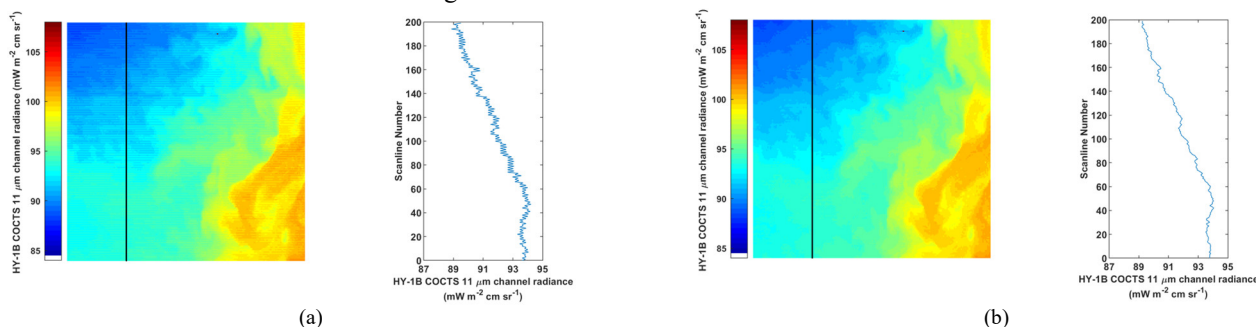 HY-1B COCTS 11 μm channel radiance (mW m⁻² cm sr⁻¹)
105
100
95
90
85
Scanline Number
200
180
160
140
120
100
80
60
40
20
0
87 89 91 93 95
HY-1B COCTS 11 μm channel radiance
(mW m⁻² cm sr⁻¹)
(a)
HY-1B COCTS 11 μm channel radiance (mW m⁻² cm sr⁻¹)
105
100
95
90
85
Scanline Number
200
180
160
140
120
100
80
60
40
20
0
87 89 91 93 95
HY-1B COCTS 11 μm channel radiance
(mW m⁻² cm sr⁻¹)
(b)